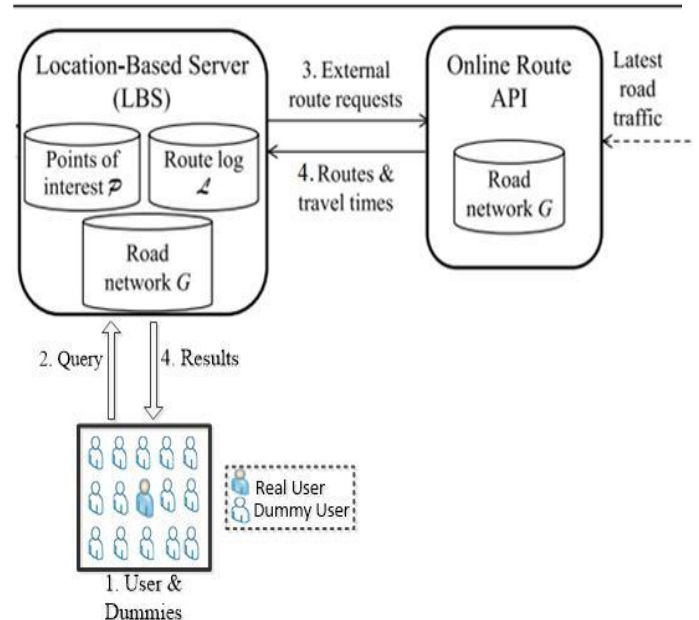 Location-Based Server
(LBS)
Points of
interest 𝒫
Route log
ℒ
Road
network G
3. External
route requests
4. Routes &
travel times
Online Route
API
Road
network G
Latest
road
traffic
2. Query
4. Results
Real User
Dummy User
1. User &
Dummies